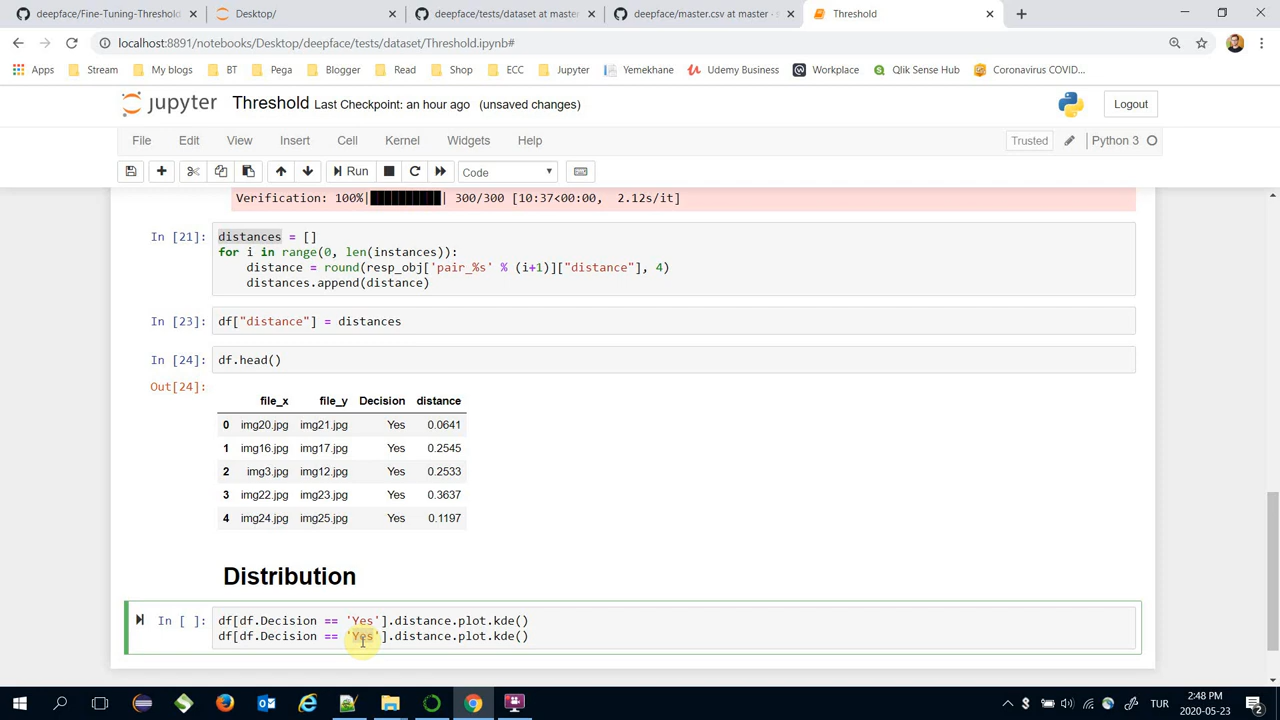 deepface/Fine-Tuning-Threshold
Desktop/
deepface/tests/dataset at master
deepface/master.csv at master
Threshold
localhost:8891/notebooks/Desktop/deepface/tests/dataset/Threshold.ipynb#
Apps Stream My blogs BT Pega Blogger Read Shop ECC Jupyter Yemekhane Udemy Business Workplace Qlik Sense Hub Coronavirus COVID...
jupyter Threshold Last Checkpoint: an hour ago (unsaved changes) Logout
File Edit View Insert Cell Kernel Widgets Help Trusted Python 3
Run Code
Verification: 100%| | 300/300 [10:37<00:00, 2.12s/it]
In [21]: distances = []
for i in range(0, len(instances)):
distance = round(resp_obj['pair_%s' % (i+1)]["distance"], 4)
distances.append(distance)
In [23]: df["distance"] = distances
In [24]: df.head()
Out[24]:
file_x file_y Decision distance
0 img20.jpg img21.jpg Yes 0.0641
1 img16.jpg img17.jpg Yes 0.2545
2 img3.jpg img12.jpg Yes 0.2533
3 img22.jpg img23.jpg Yes 0.3637
4 img24.jpg img25.jpg Yes 0.1197
Distribution
In [ ]: df[df.Decision == 'Yes'].distance.plot.kde()
df[df.Decision == 'Yes'].distance.plot.kde()
TUR
2:48 PM
2020-05-23
2